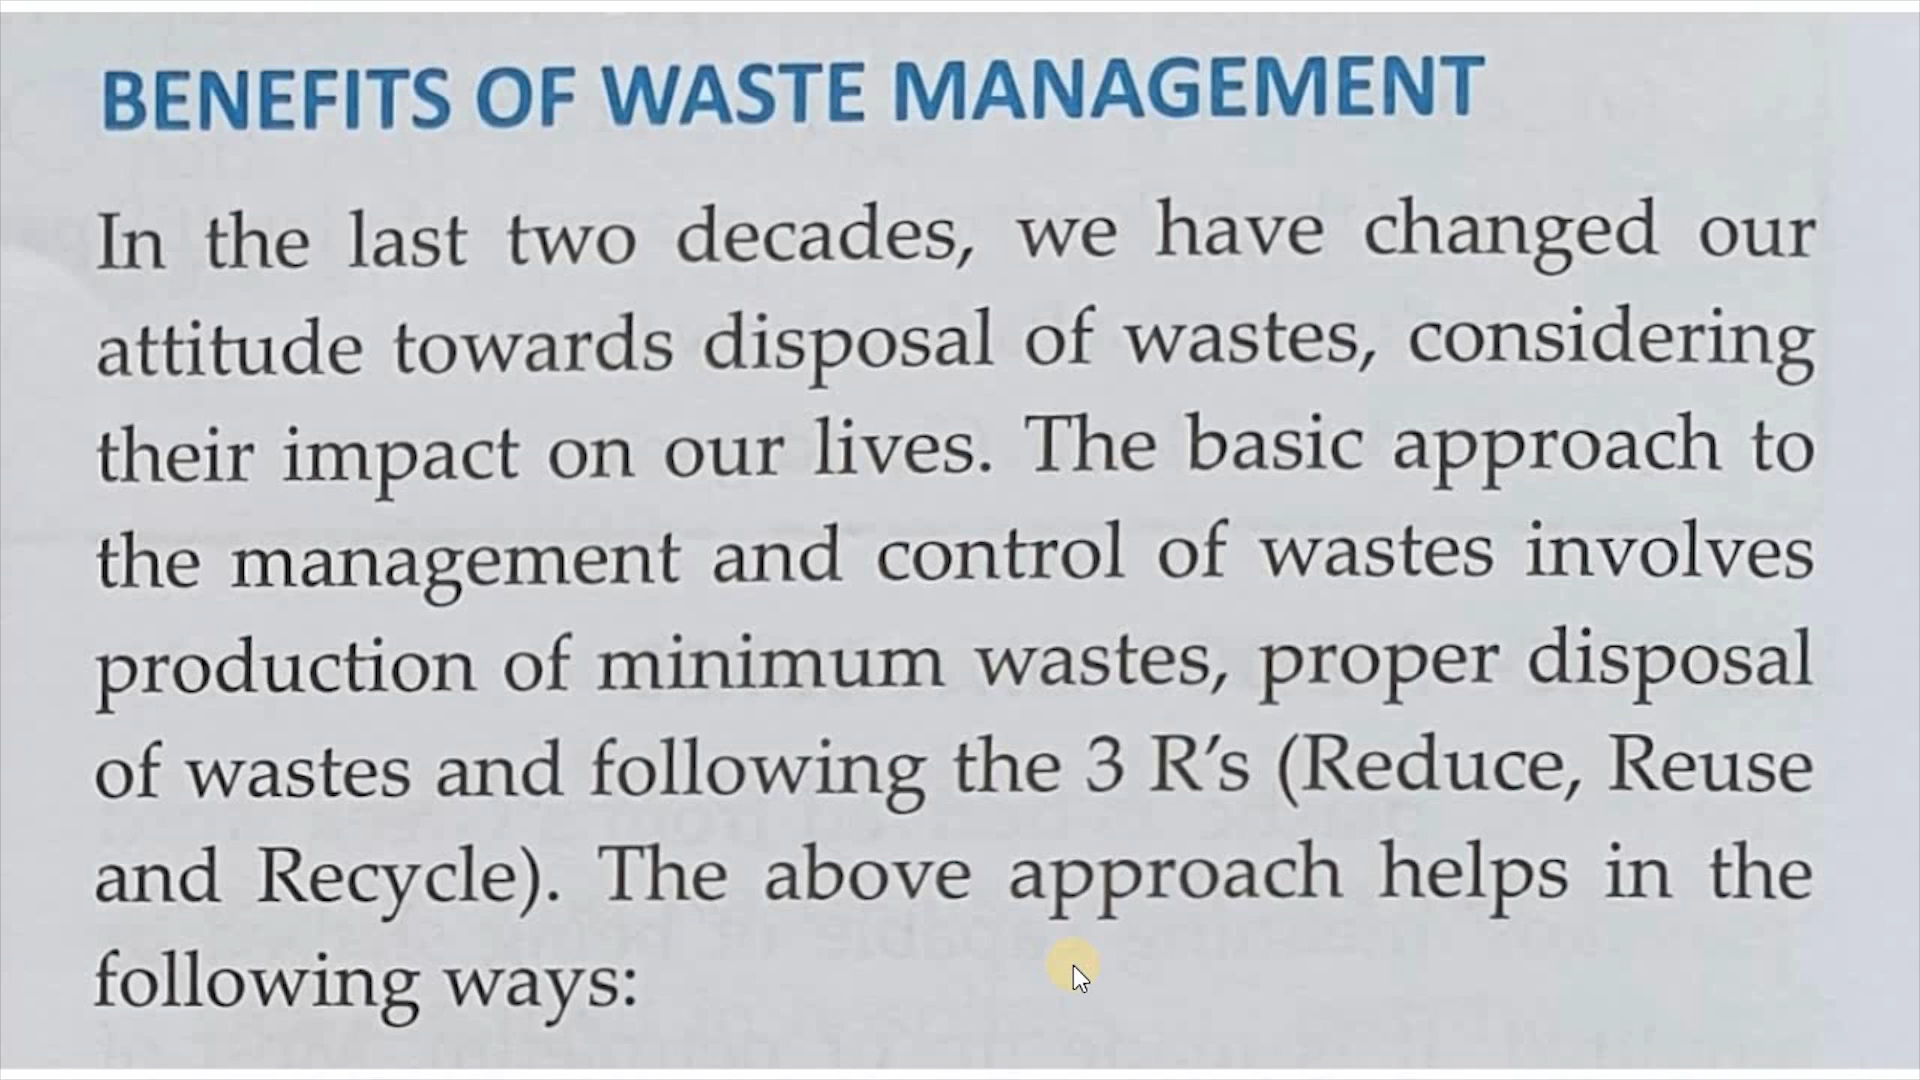 BENEFITS OF WASTE MANAGEMENT
In the last two decades, we have changed our
attitude towards disposal of wastes, considering
their impact on our lives. The basic approach to
the management and control of wastes involves
production of minimum wastes, proper disposal
of wastes and following the 3 R's (Reduce, Reuse
and Recycle). The above approach helps in the
following ways: